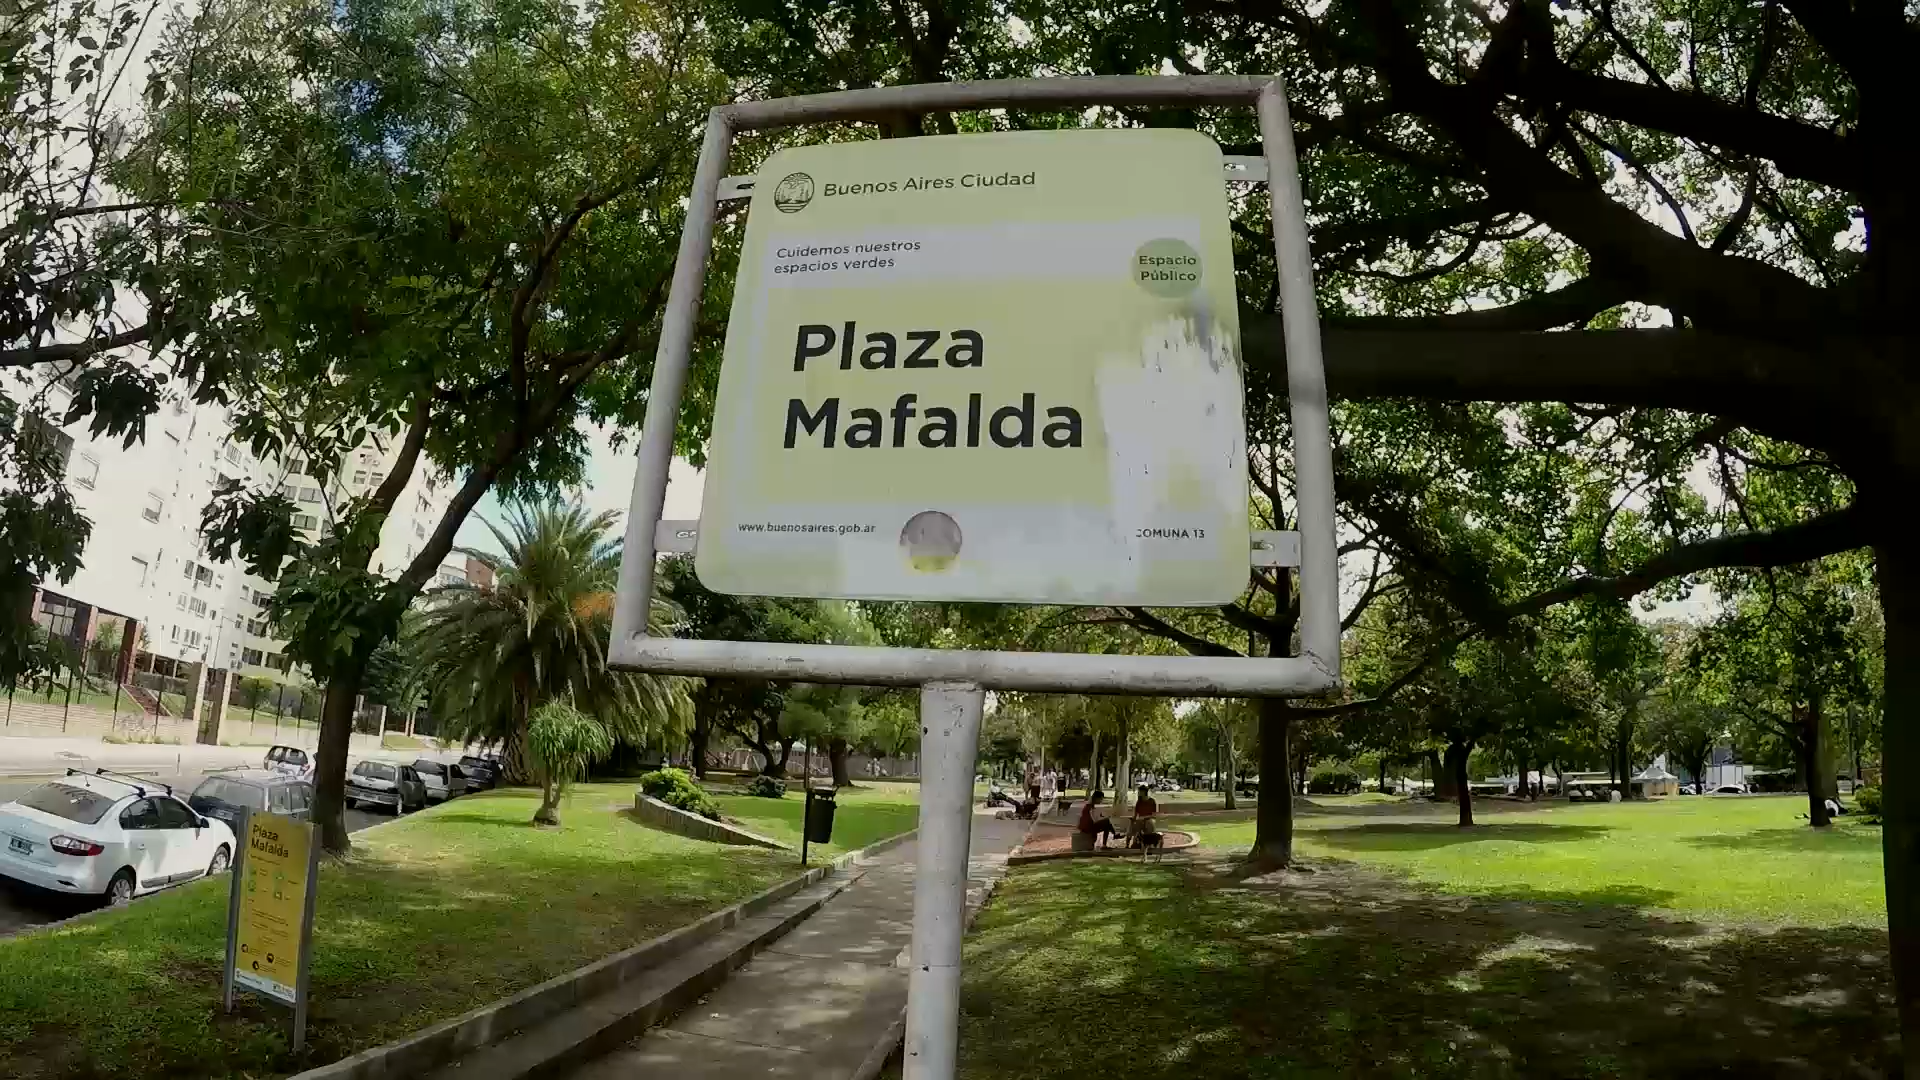 Buenos Aires Ciudad
Cuidemos nuestros
espacios verdes
Espacio
Público
Plaza
Mafalda
www.buenosaires.gob.ar
COMUNA 13
Plaza
Mafalda